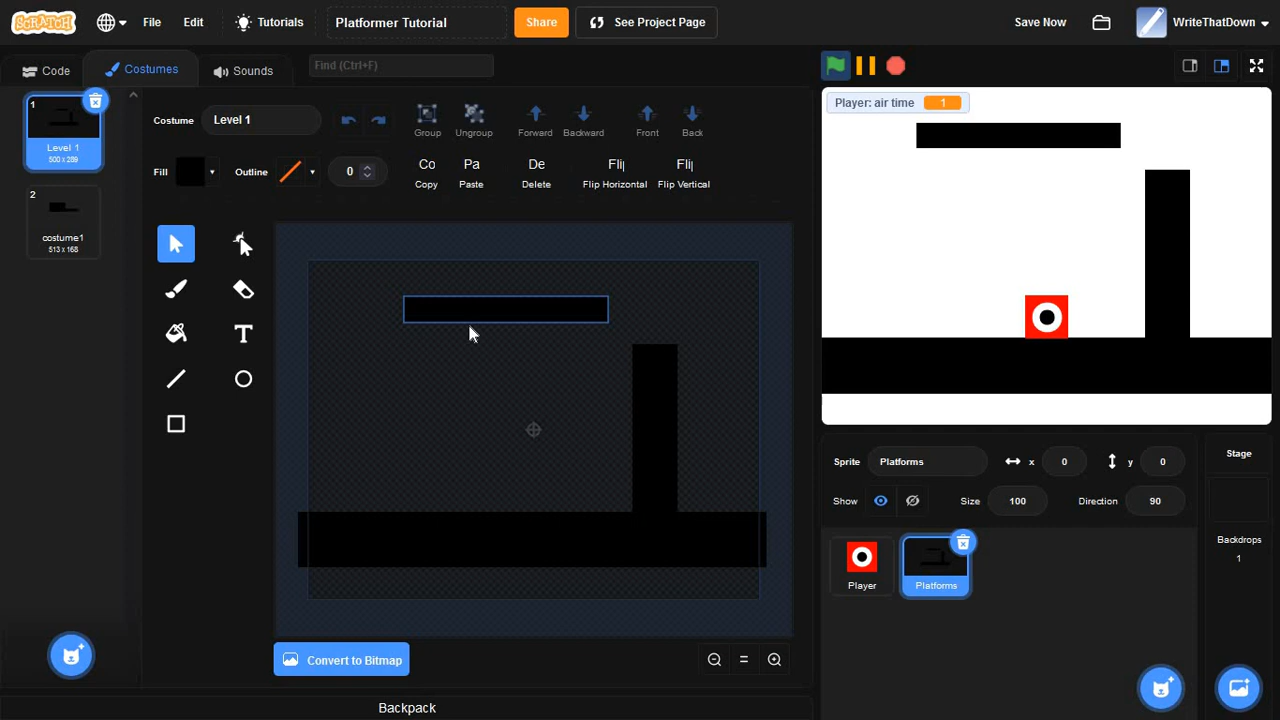 SCRATCH File Edit Tutorials Platformer Tutorial Share See Project Page Save Now WriteThatDown
Code Costumes Sounds Find (Ctrl+F)
Player: air time 1
1
Level 1
500 x 289
2
costume1
513 x 168
Costume Level 1
Group Ungroup Forward Backward Front Back
Fill Outline 0
Co Pa De Flip Flip
Copy Paste Delete Flip Horizontal Flip Vertical
Convert to Bitmap
Sprite Platforms x 0 y 0
Show Size 100 Direction 90
Player Platforms
Stage
Backdrops
1
Backpack